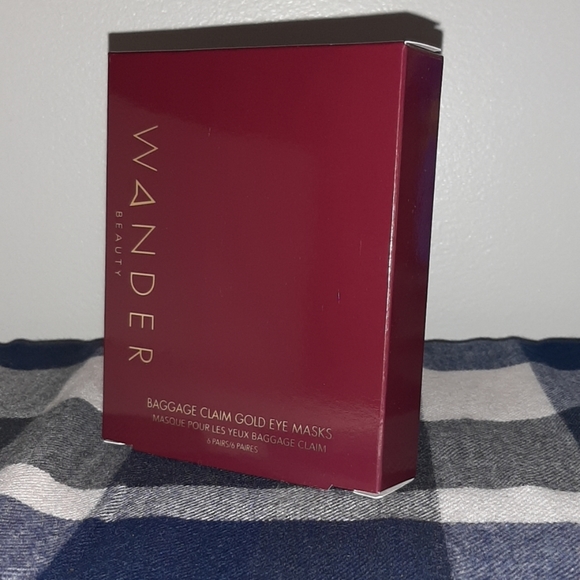 WANDER
BEAUTY
BAGGAGE CLAIM GOLD EYE MASKS
MASQUE POUR LES YEUX BAGGAGE CLAIM
6 PAIRS/6 PAIRES